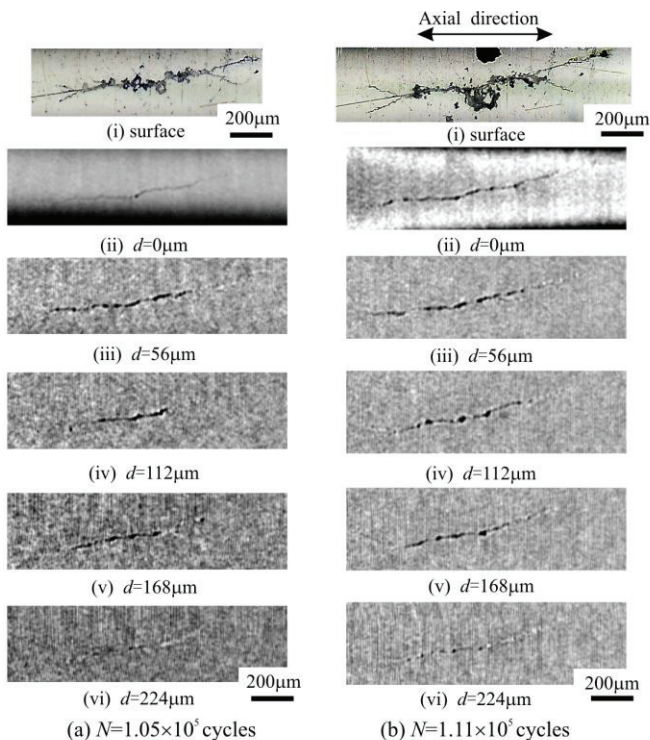 Axial direction
200μm
(i) surface
200μm
(i) surface
(ii) d=0μm
(ii) d=0μm
(iii) d=56μm
(iii) d=56μm
(iv) d=112μm
(iv) d=112μm
(v) d=168μm
(v) d=168μm
200μm
(vi) d=224μm
200μm
(vi) d=224μm
(a) N=1.05×10⁵ cycles
(b) N=1.11×10⁵ cycles